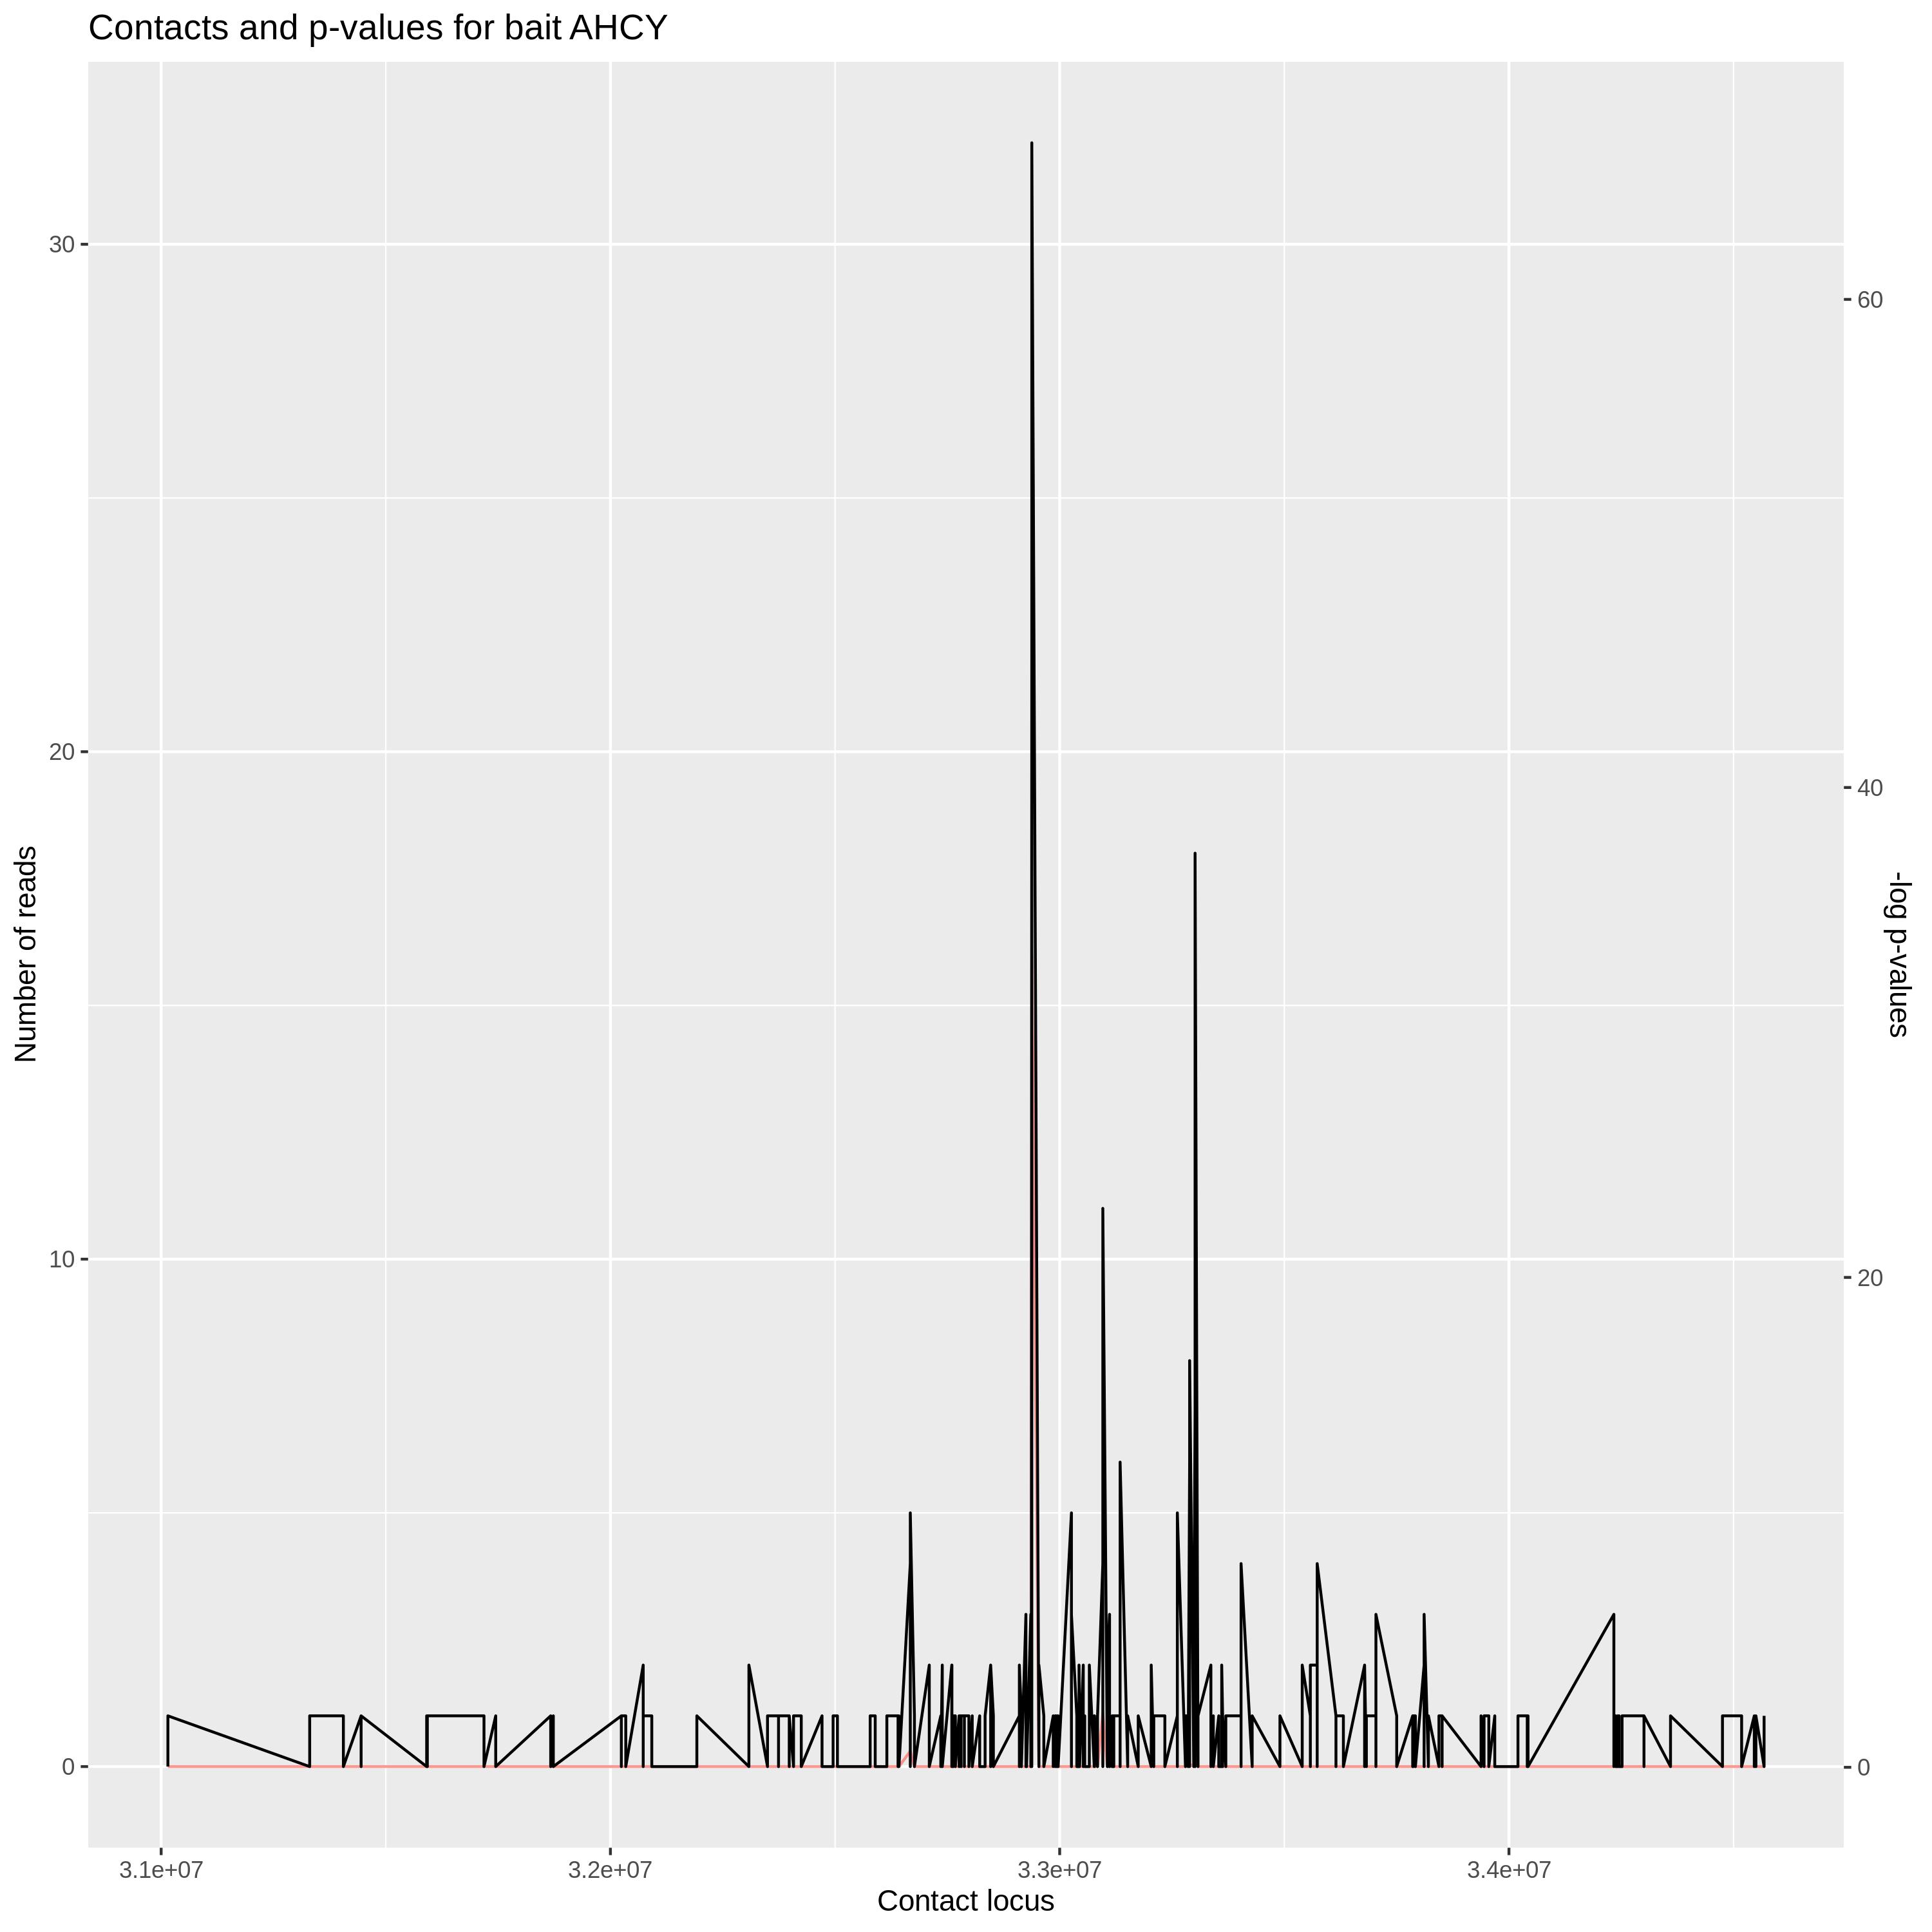 Contacts and p-values for bait AHCY
30
20
10
0
Number of reads
60
40
20
0
-log p-values
3.1e+07 3.2e+07 3.3e+07 3.4e+07
Contact locus